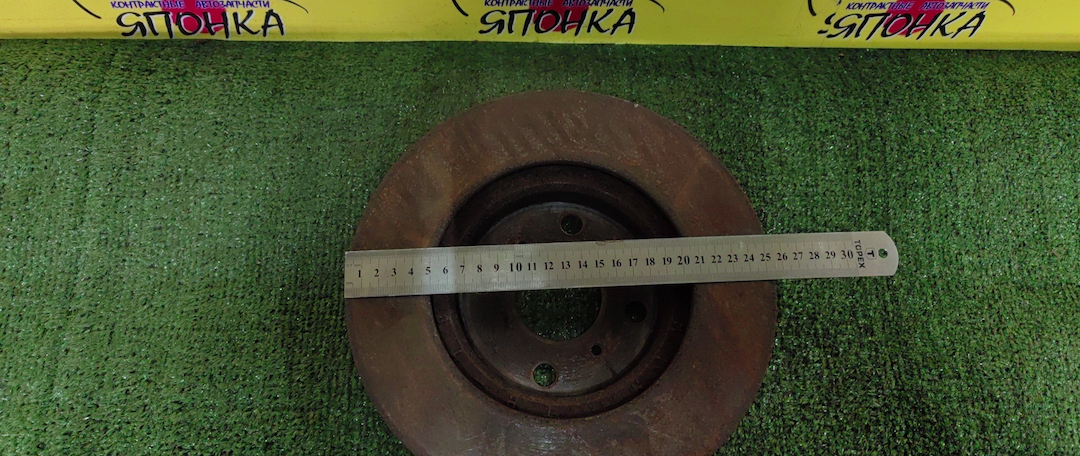 КОНТРАКТНЫЕ АВТОЗАПЧАСТИ
ЯПОНКА
КОНТРАКТНЫЕ АВТОЗАПЧАСТИ
ЯПОНКА
КОНТРАКТНЫЕ АВТОЗАПЧАСТИ
ЯПОНКА
1 2 3 4 5 6 7 8 9 10 11 12 13 14 15 16 17 18 19 20 21 22 23 24 25 26 27 28 29 30
TOPEX
T